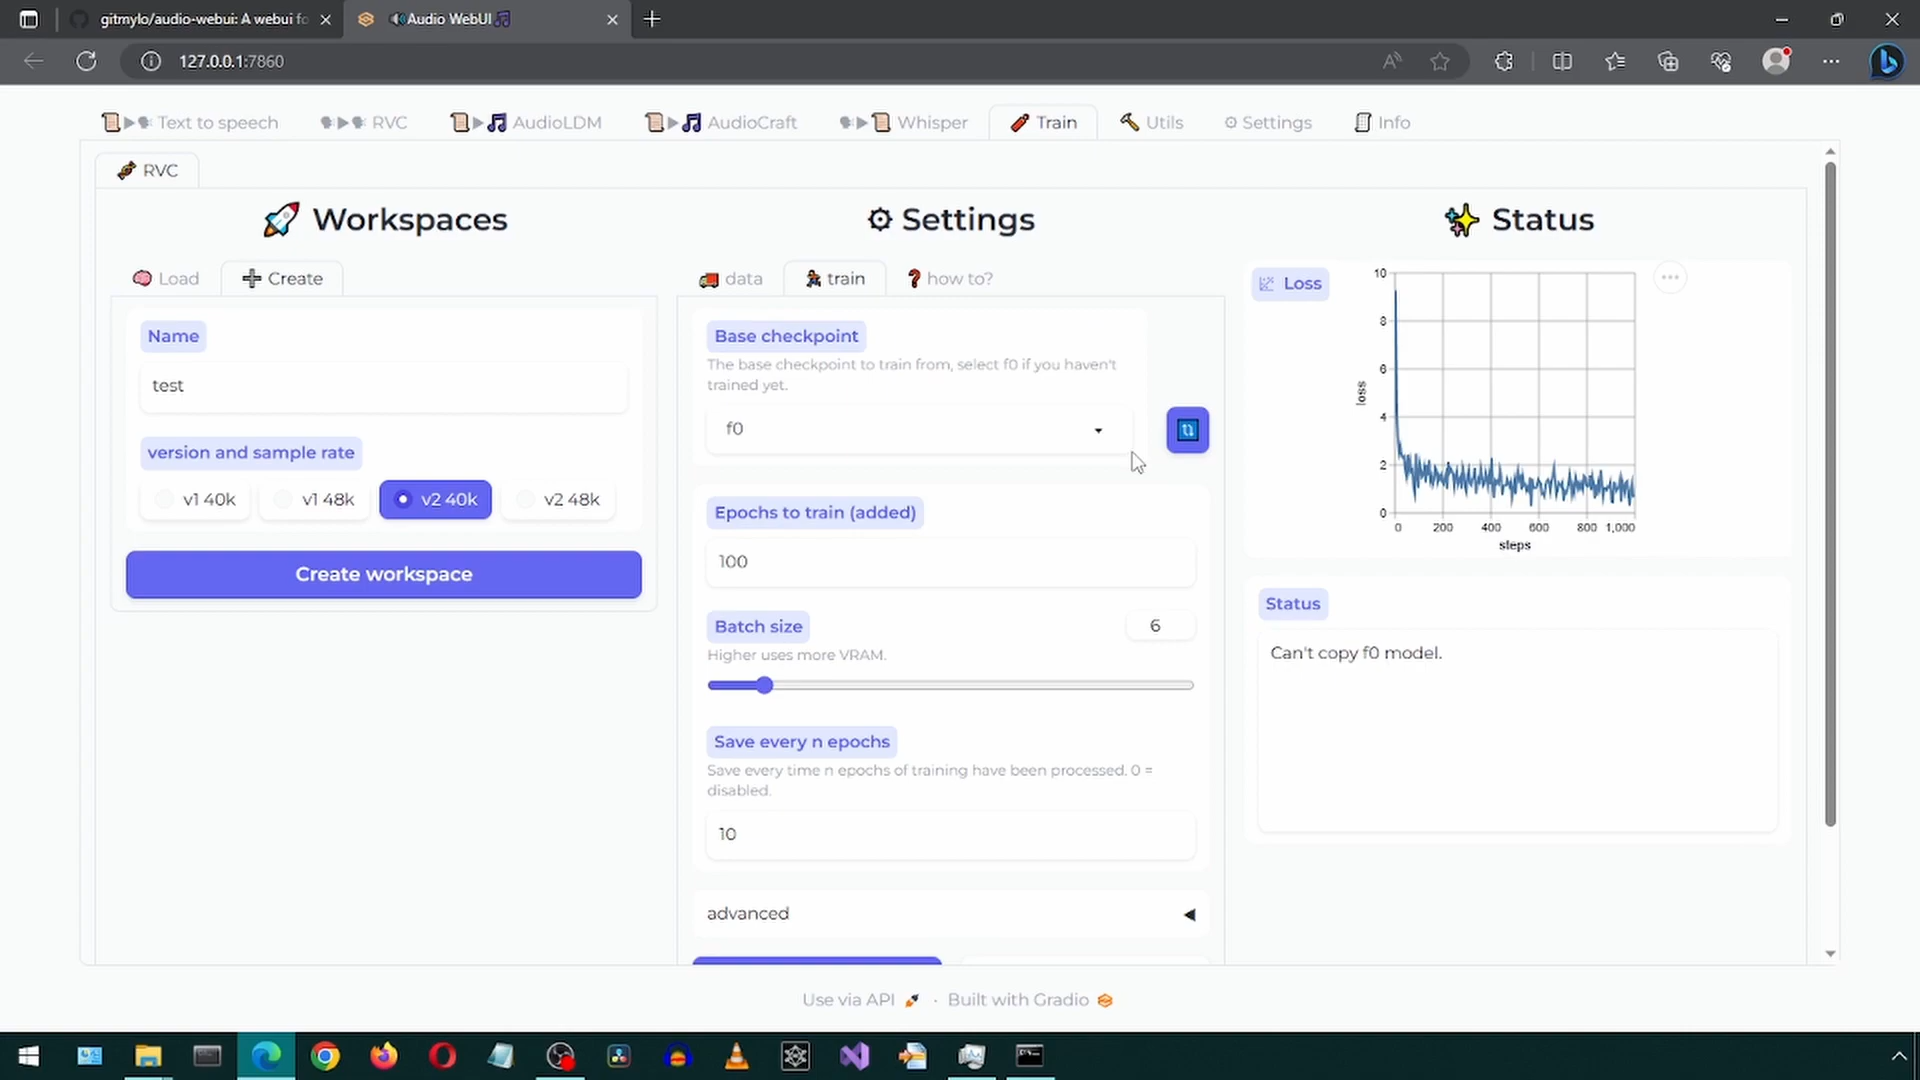 gitmylo/audio-webui: A webui fo
Audio WebUI
127.0.0.1:7860
Text to speech
RVC
AudioLDM
AudioCraft
Whisper
Train
Utils
Settings
Info
RVC
Workspaces
Load
Create
Name
test
version and sample rate
v1 40k
v1 48k
v2 40k
v2 48k
Create workspace
Settings
data
train
how to?
Base checkpoint
The base checkpoint to train from, select f0 if you haven't
trained yet.
f0
Epochs to train (added)
100
Batch size
6
Higher uses more VRAM.
Save every n epochs
Save every time n epochs of training have been processed. 0 =
disabled.
10
advanced
Status
Loss
10
8
6
4
2
0
loss
0 200 400 600 800 1,000
steps
Status
Can't copy f0 model.
Use via API · Built with Gradio